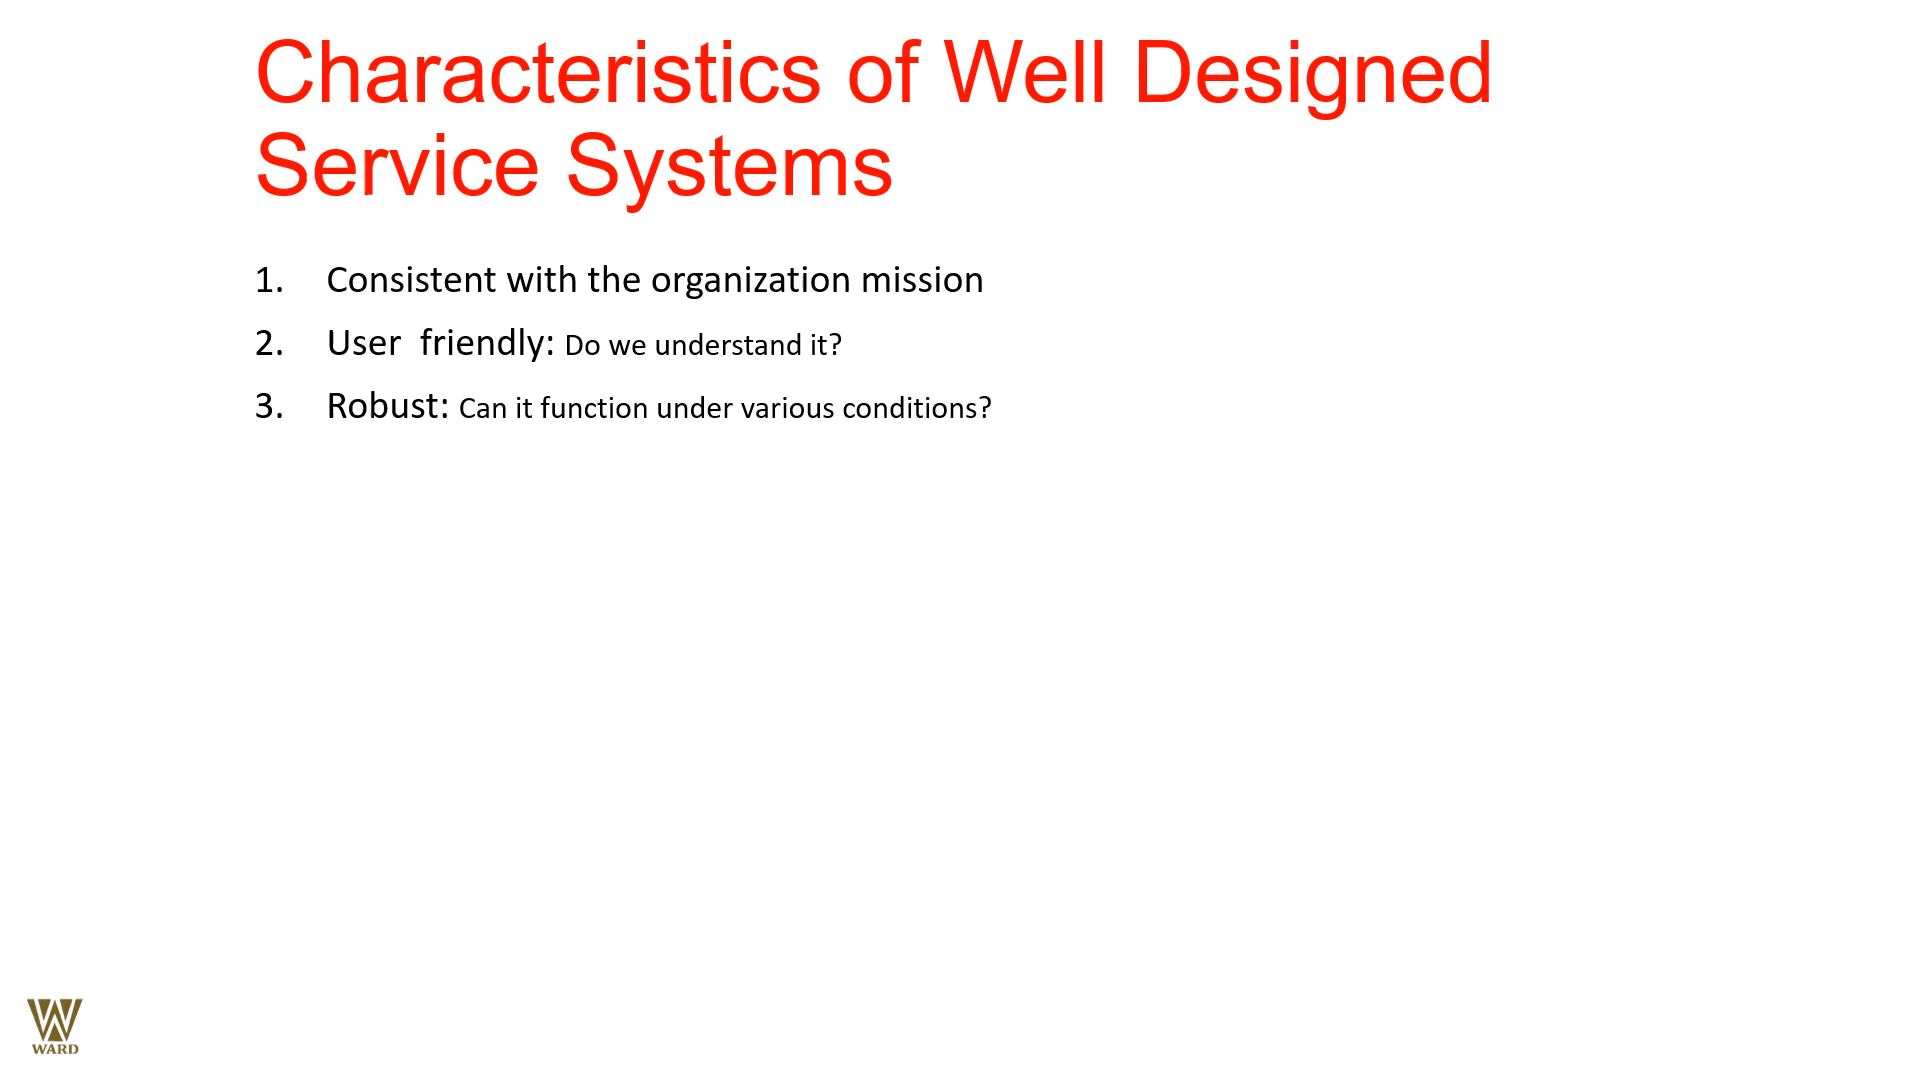 Characteristics of Well Designed
Service Systems
1. Consistent with the organization mission
2. User  friendly: Do we understand it?
3. Robust: Can it function under various conditions?
WARD